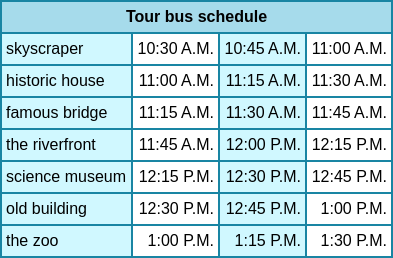 Tour bus schedule
skyscraper 10:30 A.M. 10:45 A.M. 11:00 A.M.
historic house 11:00 A.M. 11:15 A.M. 11:30 A.M.
famous bridge 11:15 A.M. 11:30 A.M. 11:45 A.M.
the riverfront 11:45 A.M. 12:00 P.M. 12:15 P.M.
science museum 12:15 P.M. 12:30 P.M. 12:45 P.M.
old building 12:30 P.M. 12:45 P.M. 1:00 P.M.
the zoo 1:00 P.M. 1:15 P.M. 1:30 P.M.